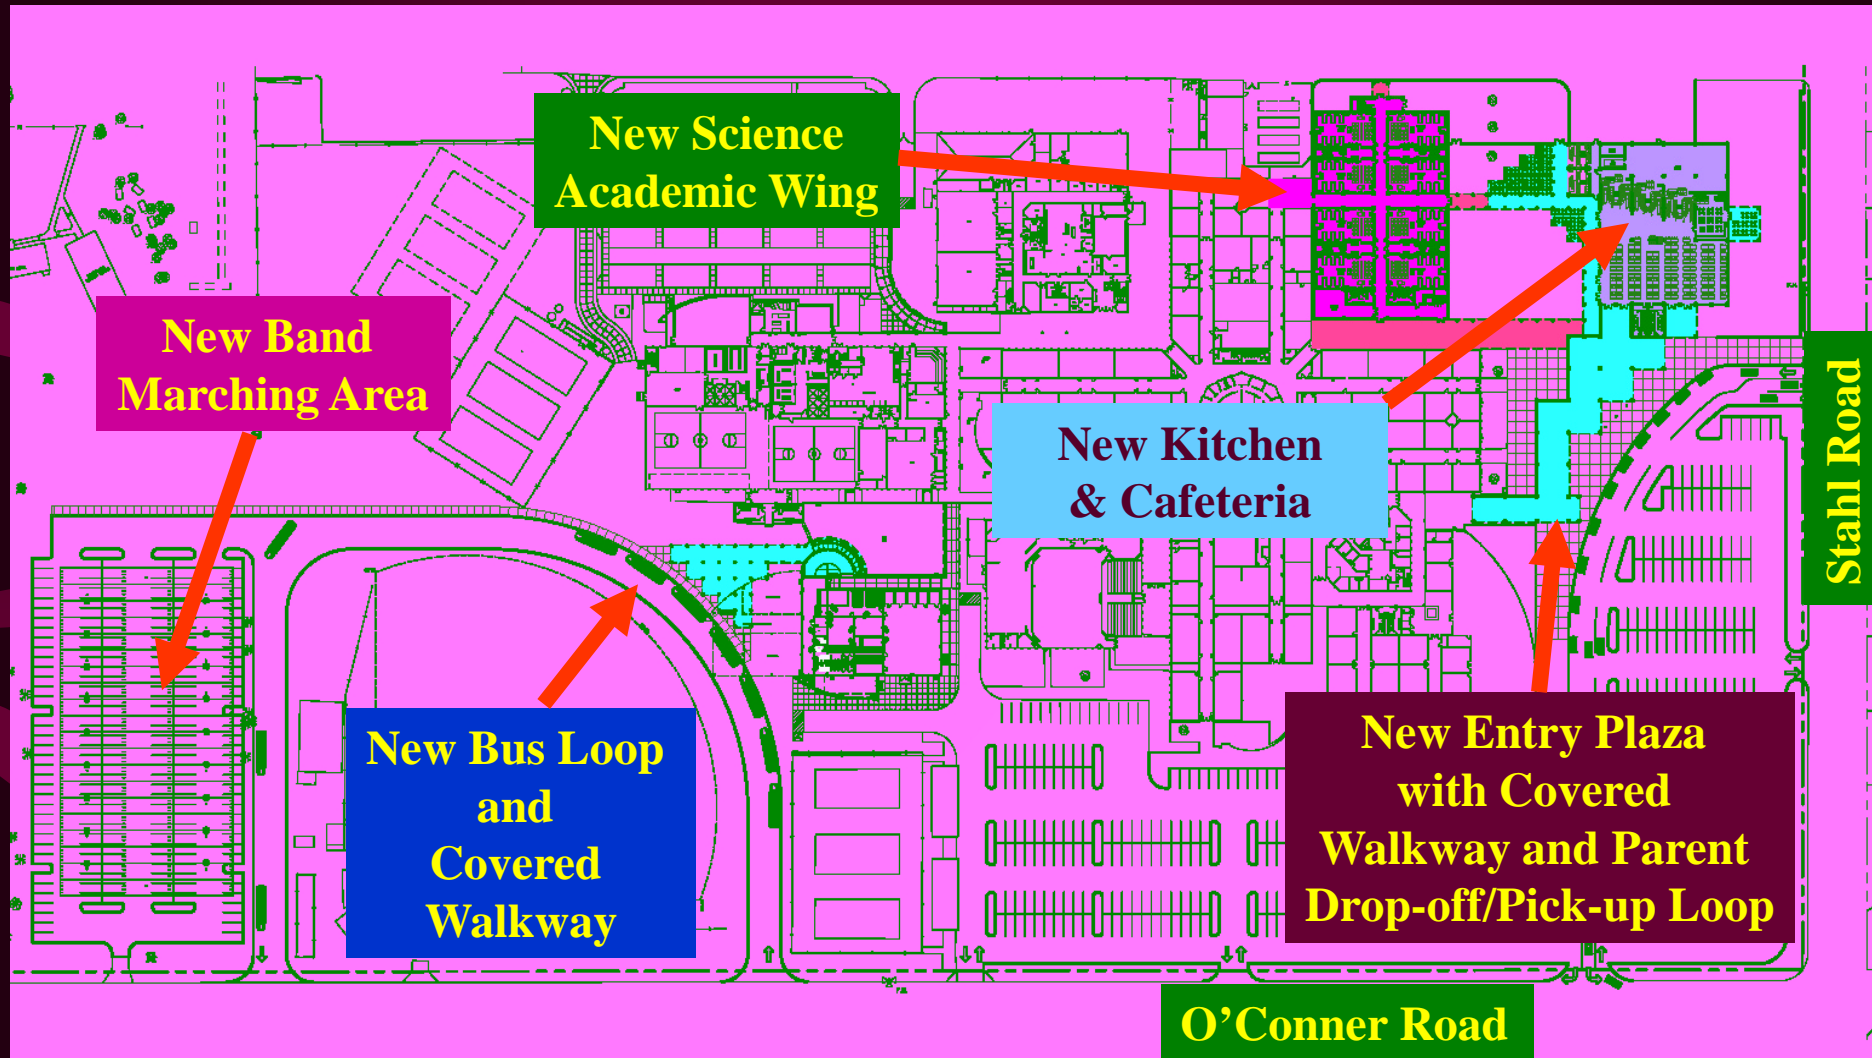 New Science
Academic Wing
New Band
Marching Area
New Kitchen
& Cafeteria
Stahl Road
New Bus Loop
and
Covered
Walkway
New Entry Plaza
with Covered
Walkway and Parent
Drop-off/Pick-up Loop
O’Conner Road